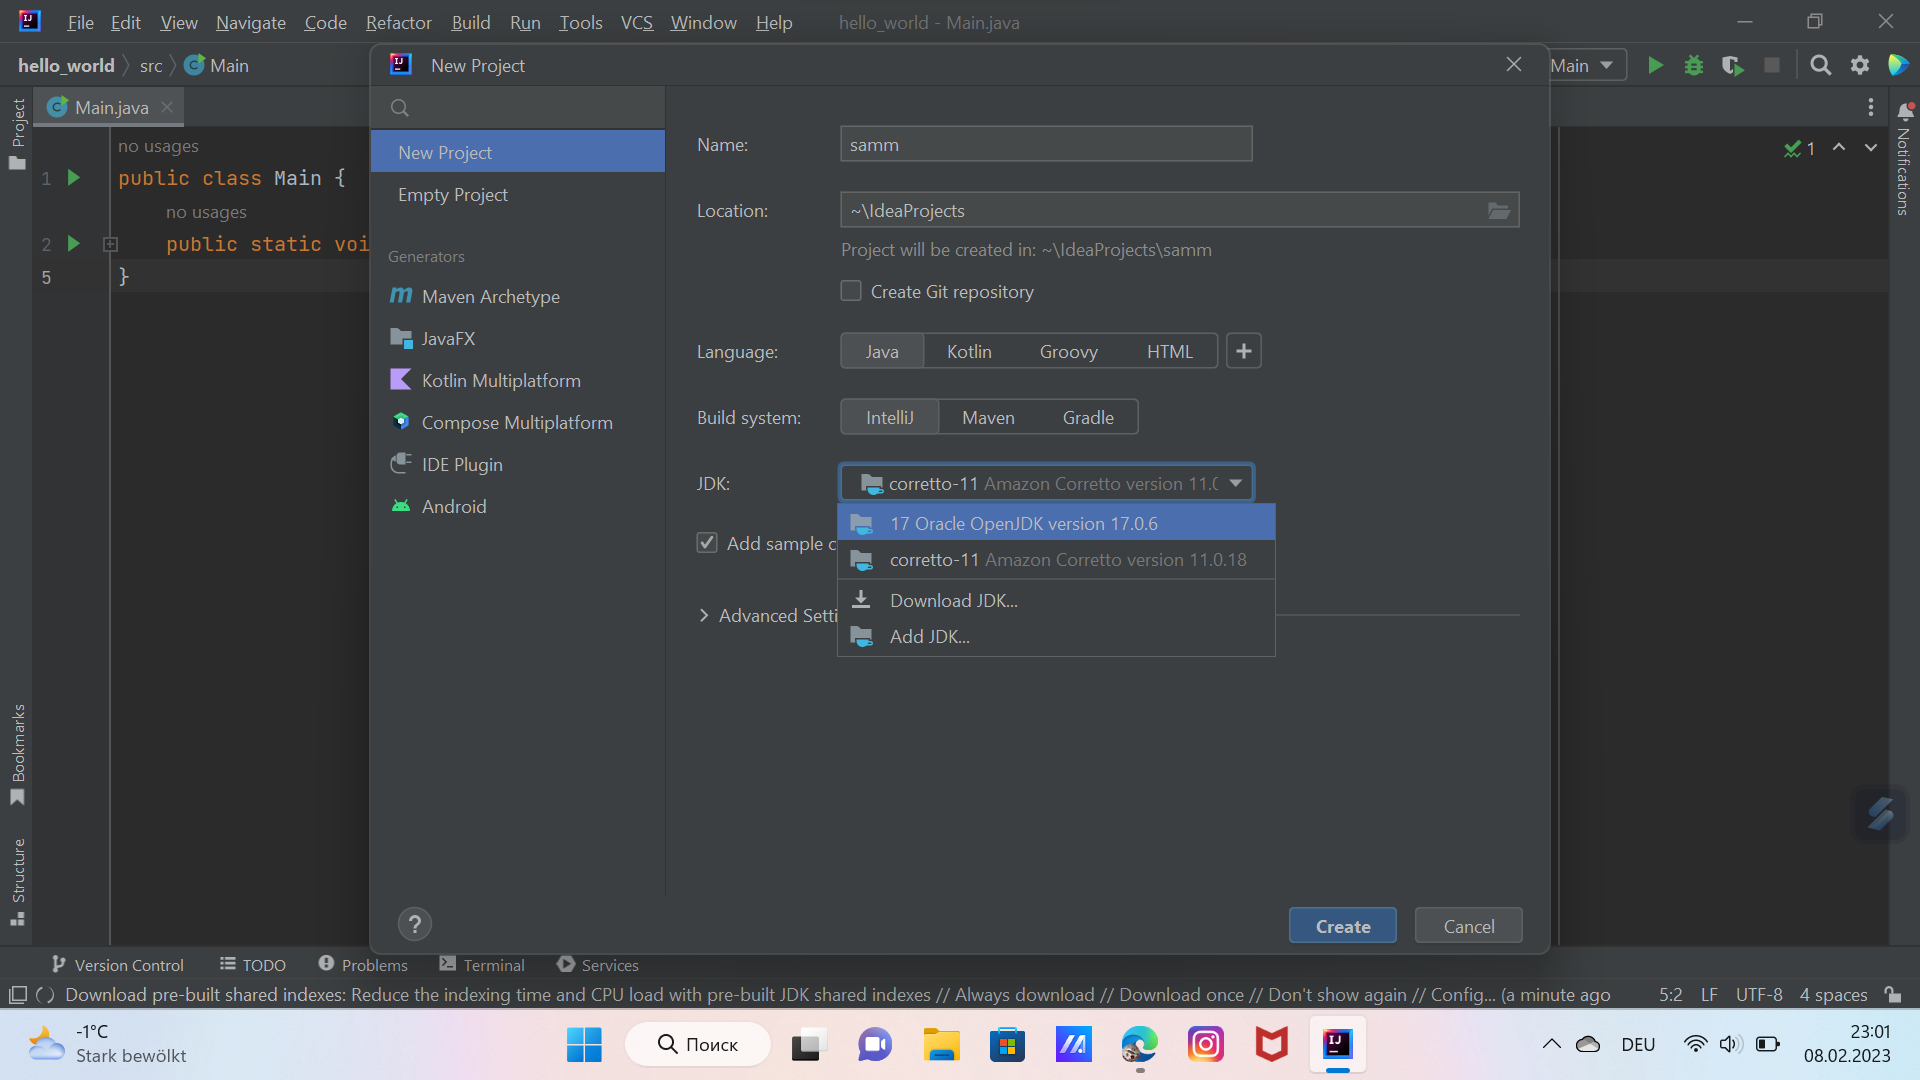 File Edit View Navigate Code Refactor Build Run Tools VCS Window Help hello_world - Main.java
hello_world src Main
New Project
Main
Project
Main.java
Notifications
no usages
1 public class Main {
no usages
2 public static voi
5 }
1
New Project
Empty Project
Generators
Maven Archetype
JavaFX
Kotlin Multiplatform
Compose Multiplatform
IDE Plugin
Android
Name: samm
Location: ~\IdeaProjects
Project will be created in: ~\IdeaProjects\samm
Create Git repository
Language: Java Kotlin Groovy HTML +
Build system: IntelliJ Maven Gradle
JDK: corretto-11 Amazon Corretto version 11.0
17 Oracle OpenJDK version 17.0.6
Add sample c
corretto-11 Amazon Corretto version 11.0.18
Download JDK...
Advanced Setti
Add JDK...
Bookmarks
Structure
? Create Cancel
Version Control TODO Problems Terminal Services
Download pre-built shared indexes: Reduce the indexing time and CPU load with pre-built JDK shared indexes // Always download // Download once // Don't show again // Config... (a minute ago 5:2 LF UTF-8 4 spaces
-1°C
Stark bewölkt
Поиск
DEU
23:01
08.02.2023